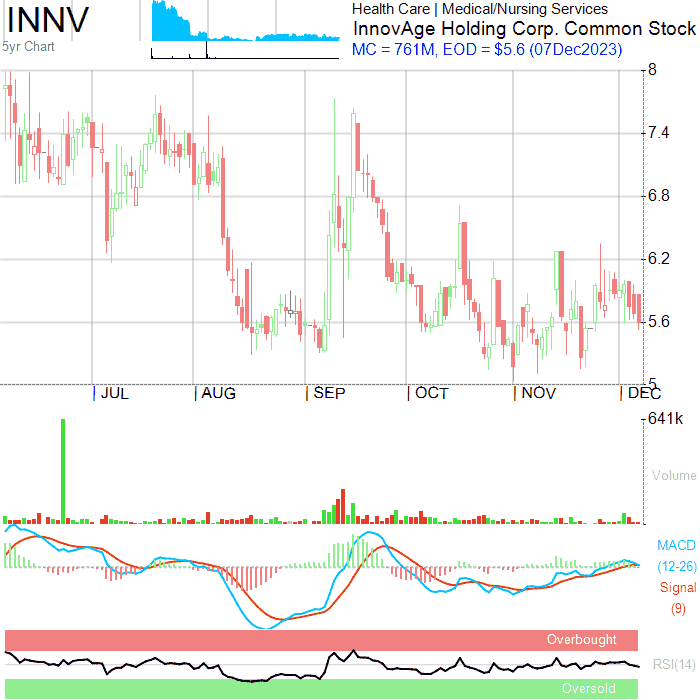 INNV
5yr Chart
Health Care | Medical/Nursing Services
InnovAge Holding Corp. Common Stock
MC = 761M, EOD = $5.6 (07Dec2023)
8
7.4
6.8
6.2
5.6
5
JUL AUG SEP OCT NOV DEC
641k
Volume
MACD
(12-26)
Signal
(9)
Overbought
RSI(14)
Oversold